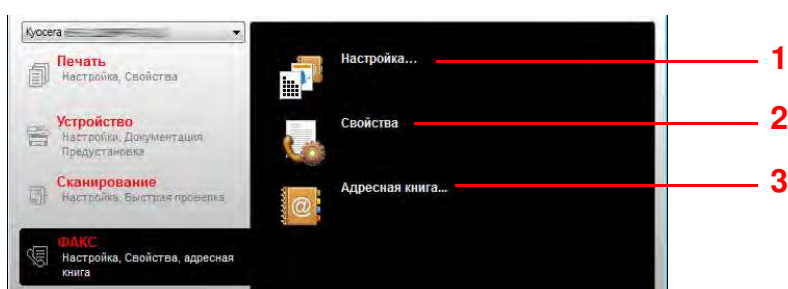 Kyocera
Печать
Настройка, Свойства
Устройство
Настройки, Документация,
Предустановка
Сканирование
Настройка, Быстрая проверка
ФАКС
Настройка, Свойства, адресная
книга
Настройка...
1
Свойства
2
Адресная книга...
3